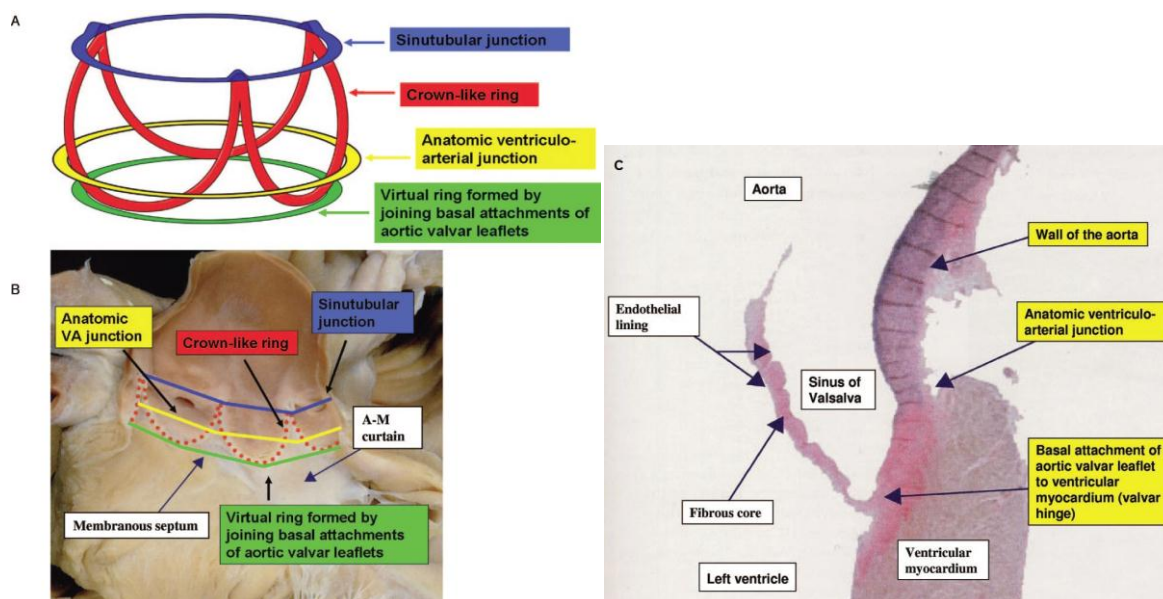 A
Sinutubular junction
Crown-like ring
Anatomic ventriculo-
arterial junction
Virtual ring formed by
joining basal attachments of
aortic valvar leaflets
B
Anatomic
VA junction
Sinutubular
junction
Crown-like ring
A-M
curtain
Membranous septum
Virtual ring formed by
joining basal attachments
of aortic valvar leaflets
C
Aorta
Wall of the aorta
Endothelial
lining
Anatomic ventriculo-
arterial junction
Sinus of
Valsalva
Basal attachment of
aortic valvar leaflet
to ventricular
myocardium (valvar
hinge)
Fibrous core
Ventricular
myocardium
Left ventricle